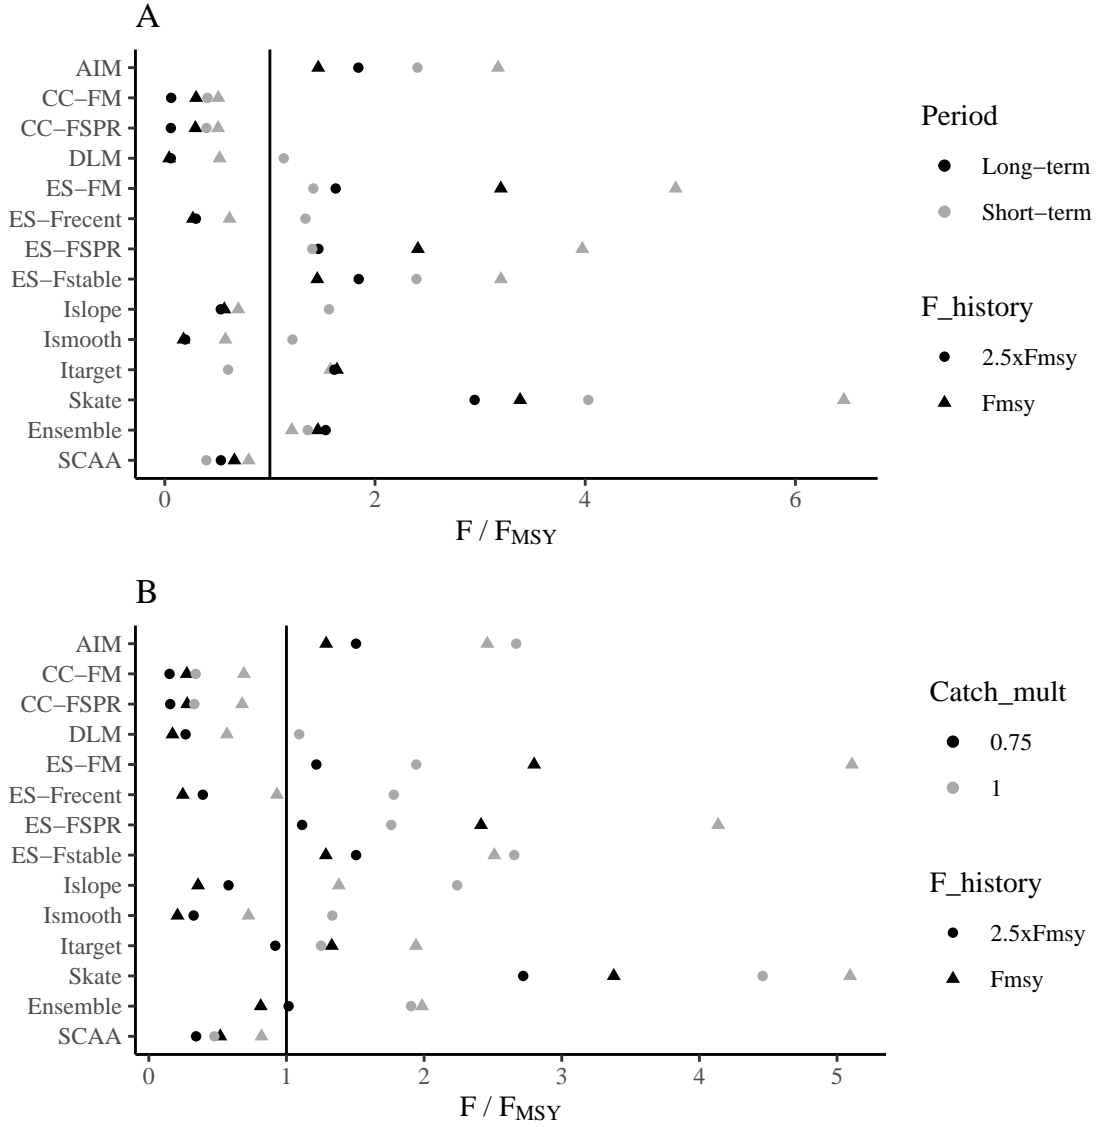 A
AIM
CC−FM
CC−FSPR
DLM
ES−FM
ES−Frecent
ES−FSPR
ES−Fstable
Islope
Ismooth
Itarget
Skate
Ensemble
SCAA
0 2 4 6
F / FMSY
Period
Long−term
Short−term
F_history
2.5xFmsy
Fmsy
B
AIM
CC−FM
CC−FSPR
DLM
ES−FM
ES−Frecent
ES−FSPR
ES−Fstable
Islope
Ismooth
Itarget
Skate
Ensemble
SCAA
0 1 2 3 4 5
F / FMSY
Catch_mult
0.75
1
F_history
2.5xFmsy
Fmsy